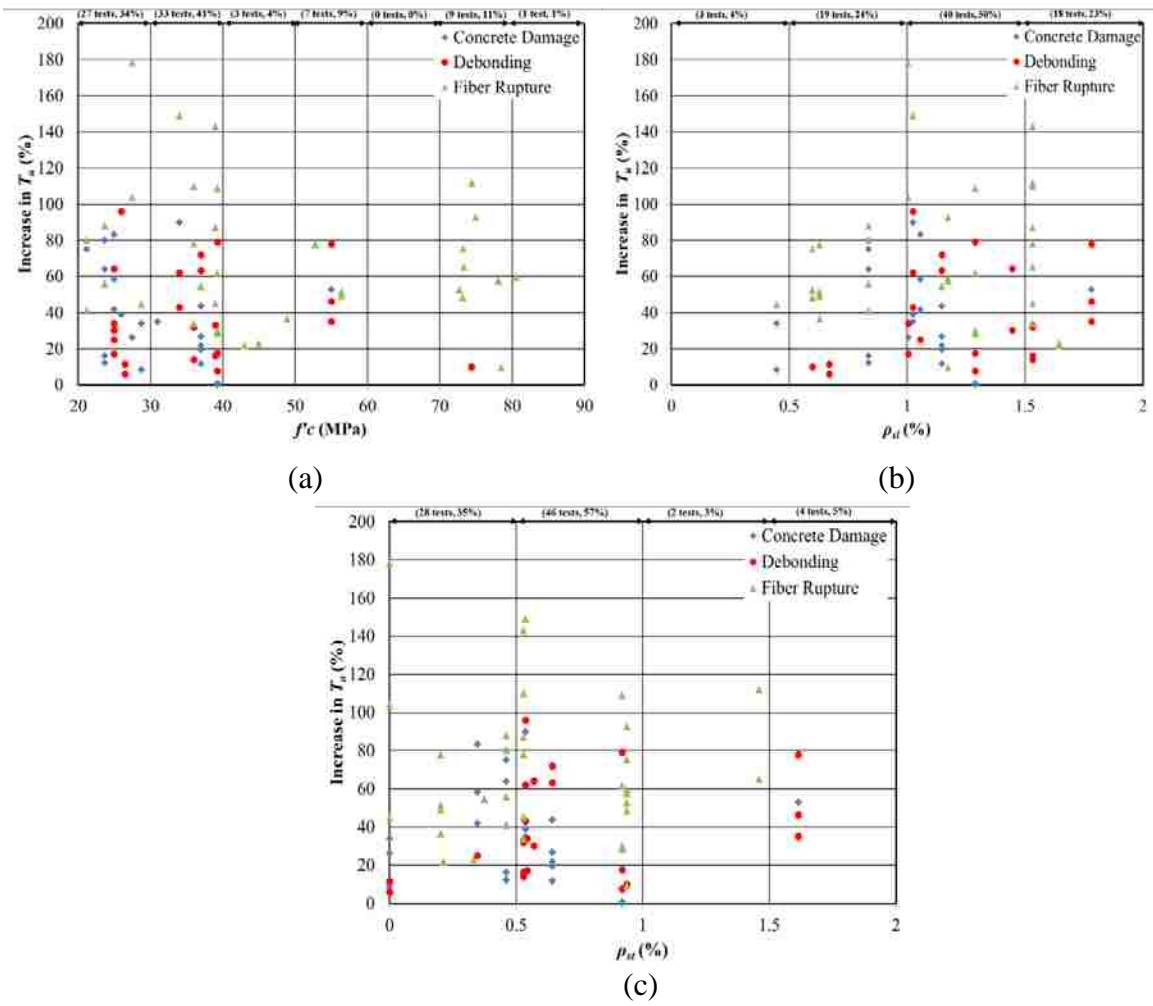 (27 tests, 34%) (33 tests, 41%) (3 tests, 4%) (7 tests, 9%) (0 tests, 0%) (9 tests, 11%) (1 test, 1%)
200
180
160
140
120
100
80
60
40
20
0
Increase in Tu (%)
Concrete Damage
Debonding
Fiber Rupture
20 30 40 50 60 70 80 90
f'c (MPa)
(a)
(3 tests, 4%) (19 tests, 24%) (40 tests, 50%) (18 tests, 23%)
200
180
160
140
120
100
80
60
40
20
0
Increase in Tu (%)
Concrete Damage
Debonding
Fiber Rupture
0 0.5 1 1.5 2
ρsl (%)
(b)
(28 tests, 35%) (46 tests, 57%) (2 tests, 3%) (4 tests, 5%)
200
180
160
140
120
100
80
60
40
20
0
Increase in Tu (%)
Concrete Damage
Debonding
Fiber Rupture
0 0.5 1 1.5 2
ρst (%)
(c)